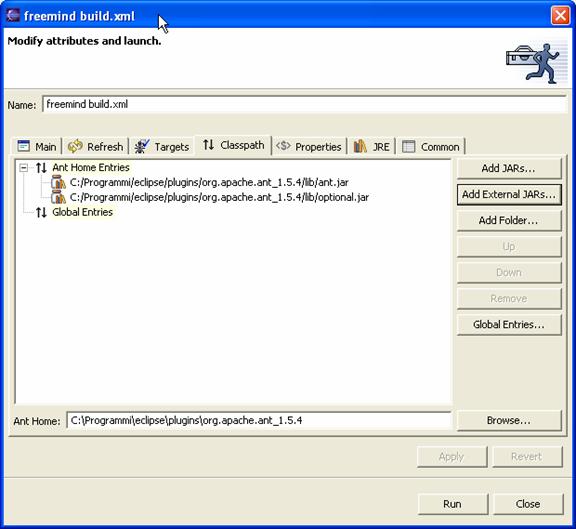 freemind build.xml
Modify attributes and launch.
Name: freemind build.xml
Main Refresh Targets Classpath Properties JRE Common
Ant Home Entries
C:/Programmi/eclipse/plugins/org.apache.ant_1.5.4/lib/ant.jar
C:/Programmi/eclipse/plugins/org.apache.ant_1.5.4/lib/optional.jar
Global Entries
Add JARs...
Add External JARs...
Add Folder...
Up
Down
Remove
Global Entries...
Ant Home: C:\Programmi\eclipse\plugins\org.apache.ant_1.5.4 Browse...
Apply Revert
Run Close